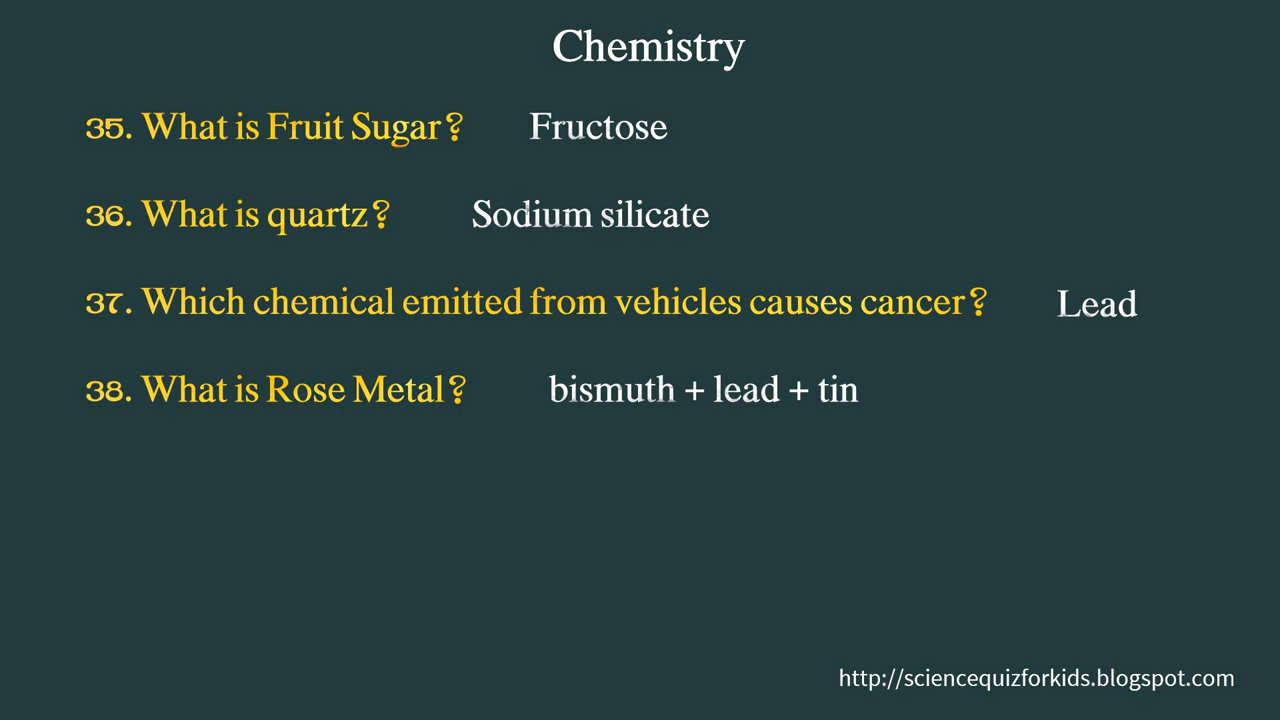 Chemistry
35. What is Fruit Sugar? Fructose
36. What is quartz? Sodium silicate
37. Which chemical emitted from vehicles causes cancer? Lead
38. What is Rose Metal? bismuth + lead + tin
http://sciencequizforkids.blogspot.com